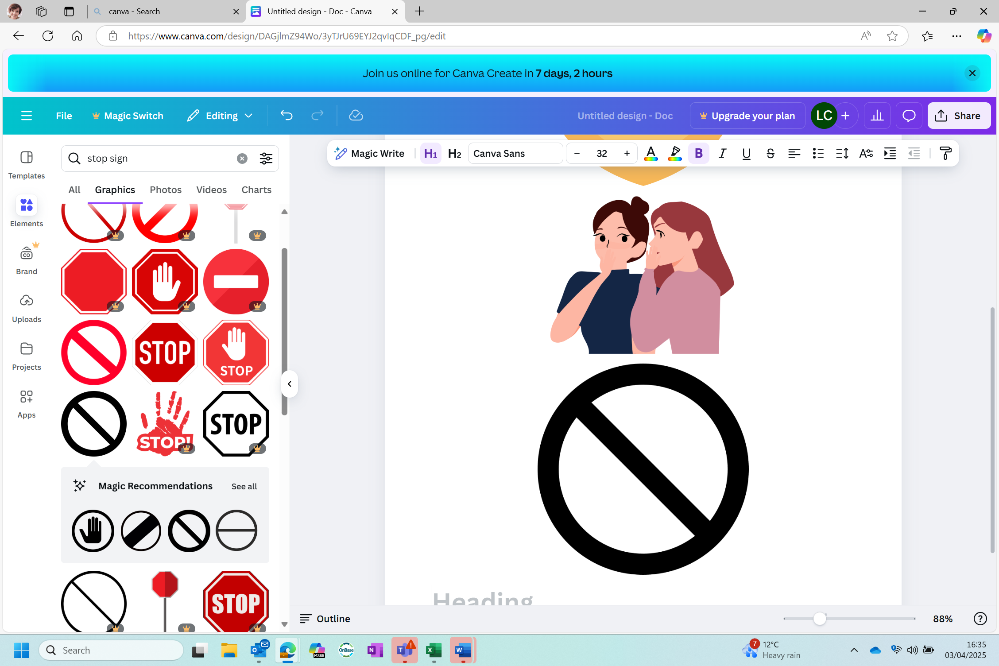 canva - Search
Untitled design - Doc - Canva
https://www.canva.com/design/DAGjlmZ94Wo/3yTJrU69EYJ2qvIqCDF_pg/edit
Join us online for Canva Create in 7 days, 2 hours
File
Magic Switch
Editing
Untitled design - Doc
Upgrade your plan
LC
Share
Templates
Elements
Brand
Uploads
Projects
Apps
stop sign
All
Graphics
Photos
Videos
Charts
STOP
STOP
STOP!
STOP
Magic Recommendations
See all
STOP
Magic Write
H1
H2
Canva Sans
32
A
B
I
U
S
Heading
Outline
88%
Search
M365
OnBase
7
12°C
Heavy rain
16:35
03/04/2025